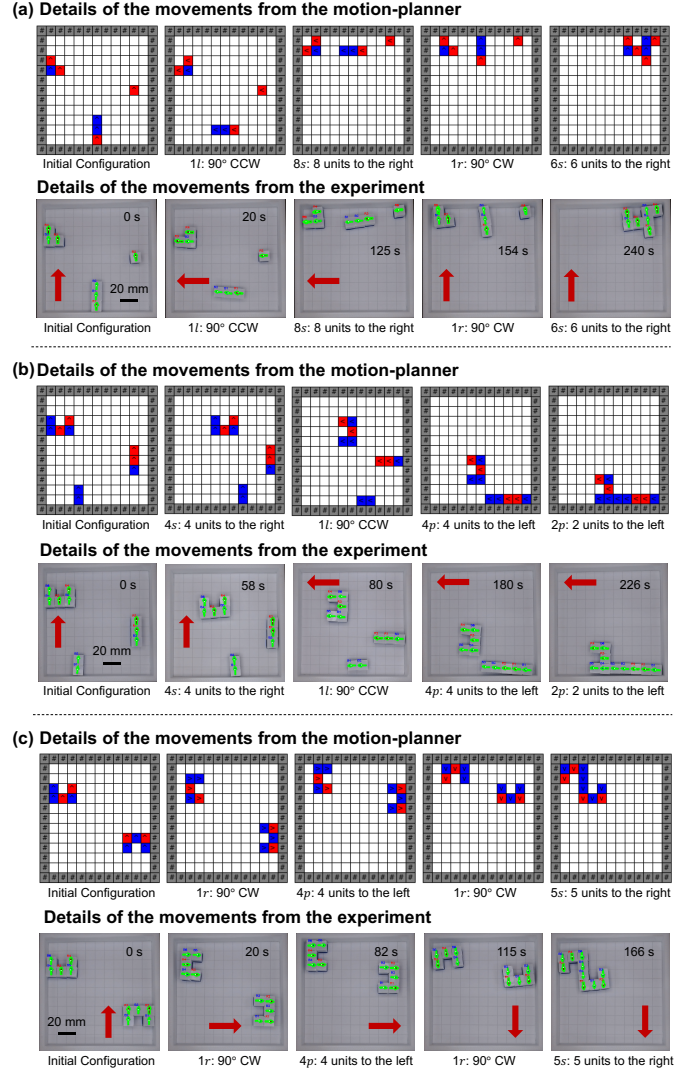 (a) Details of the movements from the motion-planner
Initial Configuration
1l: 90° CCW
8s: 8 units to the right
1r: 90° CW
6s: 6 units to the right
Details of the movements from the experiment
0 s
20 s
125 s
154 s
240 s
20 mm
Initial Configuration
1l: 90° CCW
8s: 8 units to the right
1r: 90° CW
6s: 6 units to the right
(b) Details of the movements from the motion-planner
Initial Configuration
4s: 4 units to the right
1l: 90° CCW
4p: 4 units to the left
2p: 2 units to the left
Details of the movements from the experiment
0 s
58 s
80 s
180 s
226 s
20 mm
Initial Configuration
4s: 4 units to the right
1l: 90° CCW
4p: 4 units to the left
2p: 2 units to the left
(c) Details of the movements from the motion-planner
Initial Configuration
1r: 90° CW
4p: 4 units to the left
1r: 90° CW
5s: 5 units to the right
Details of the movements from the experiment
0 s
20 s
82 s
115 s
166 s
20 mm
Initial Configuration
1r: 90° CW
4p: 4 units to the left
1r: 90° CW
5s: 5 units to the right